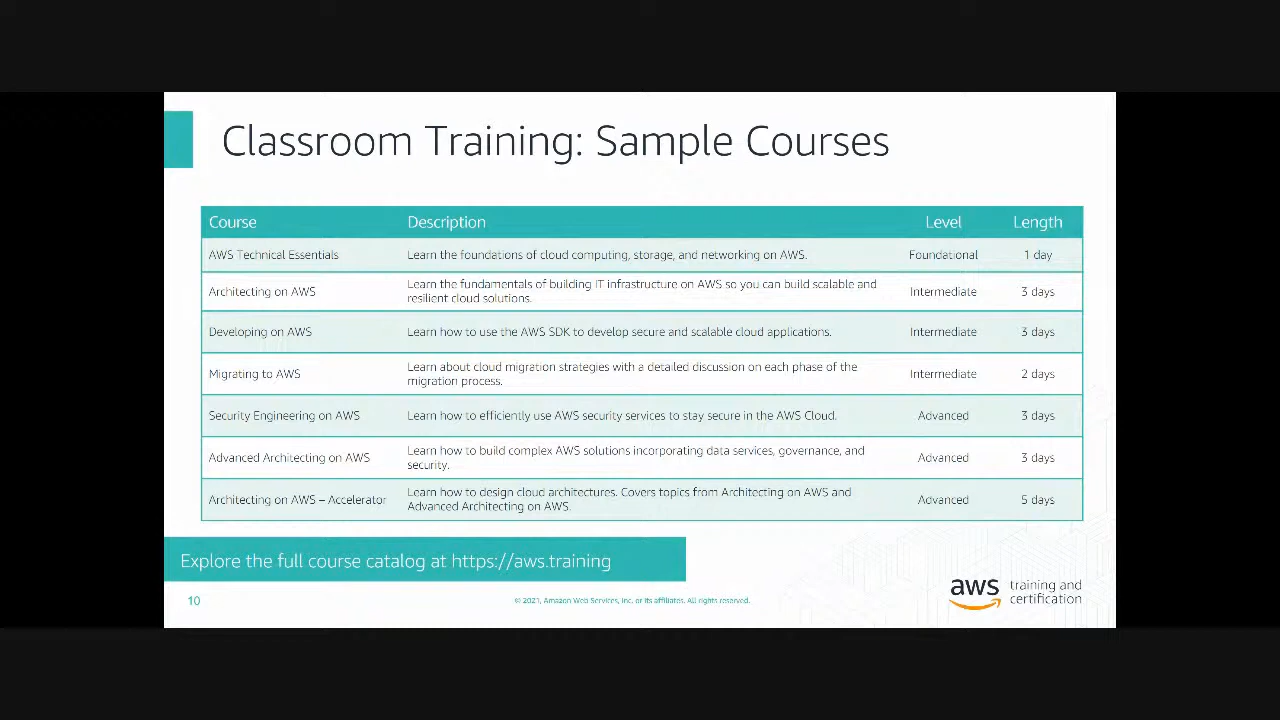 Classroom Training: Sample Courses
Course Description Level Length
AWS Technical Essentials Learn the foundations of cloud computing, storage, and networking on AWS. Foundational 1 day
Architecting on AWS Learn the fundamentals of building IT infrastructure on AWS so you can build scalable and
resilient cloud solutions. Intermediate 3 days
Developing on AWS Learn how to use the AWS SDK to develop secure and scalable cloud applications. Intermediate 3 days
Migrating to AWS Learn about cloud migration strategies with a detailed discussion on each phase of the
migration process. Intermediate 2 days
Security Engineering on AWS Learn how to efficiently use AWS security services to stay secure in the AWS Cloud. Advanced 3 days
Advanced Architecting on AWS Learn how to build complex AWS solutions incorporating data services, governance, and
security. Advanced 3 days
Architecting on AWS – Accelerator Learn how to design cloud architectures. Covers topics from Architecting on AWS and
Advanced Architecting on AWS. Advanced 5 days
Explore the full course catalog at https://aws.training
10
© 2021, Amazon Web Services, Inc. or its affiliates. All rights reserved.
aws training and
certification